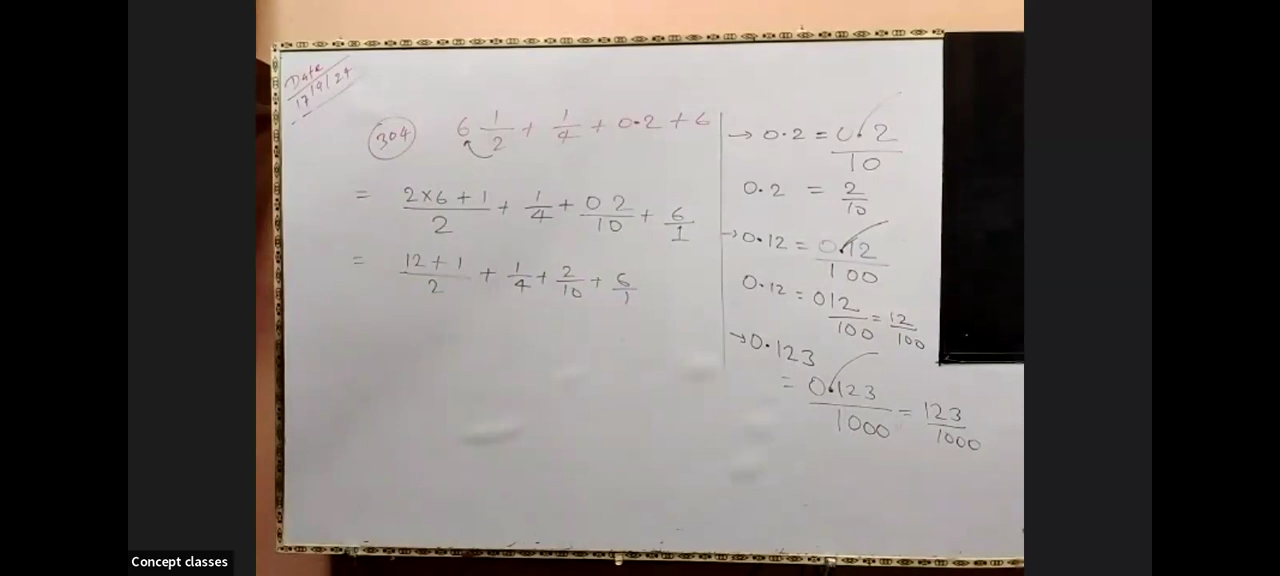 Date
17/9/24
304 6 1/2 + 1/4 + 0.2 + 6
= (2×6+1)/2 + 1/4 + 02/10 + 6/1
= (12+1)/2 + 1/4 + 2/10 + 6/1
→ 0.2 = 0.2/10
0.2 = 2/10
→ 0.12 = 0.12/100
0.12 = 012/100 = 12/100
→ 0.123
= 0.123/1000 = 123/1000
Concept classes